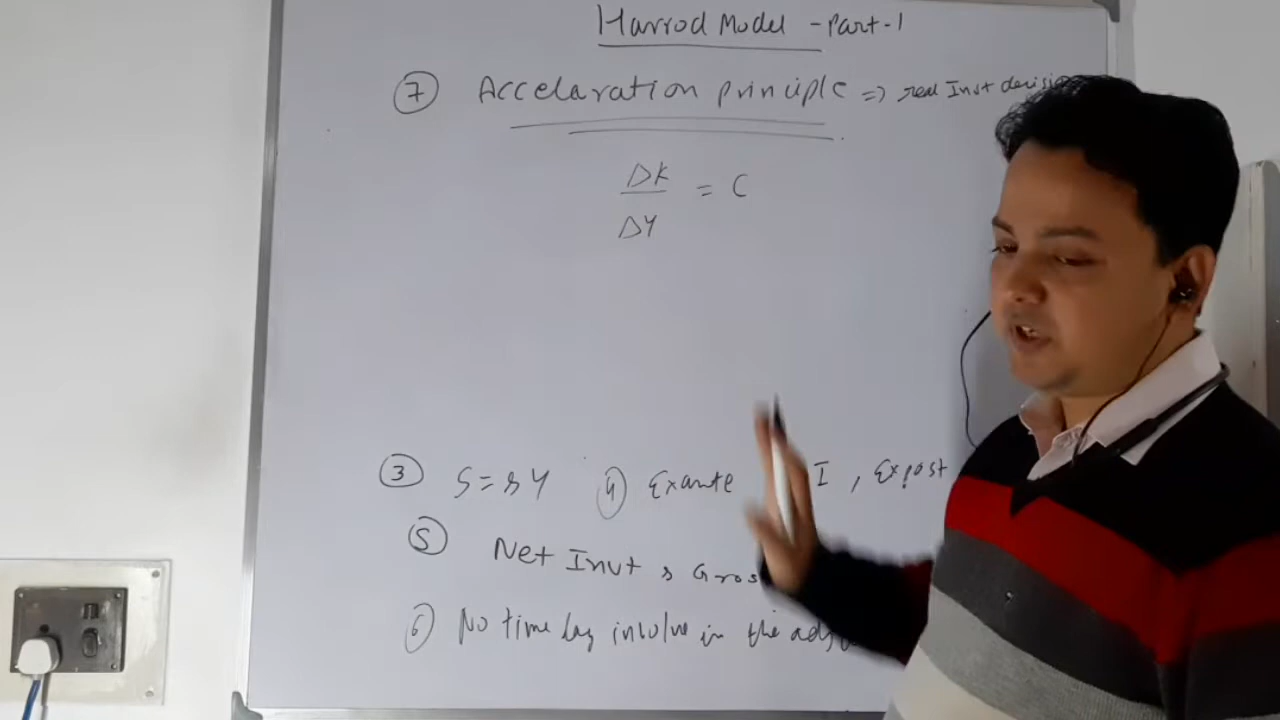 Harrod Model - Part-1
⑦ Accelaration principle => real Inst decisi
ΔK
= C
ΔY
③ S = sY ④ Exante I, Expost
⑤ Net Invt & Gros
⑥ No time lag involve in the adj